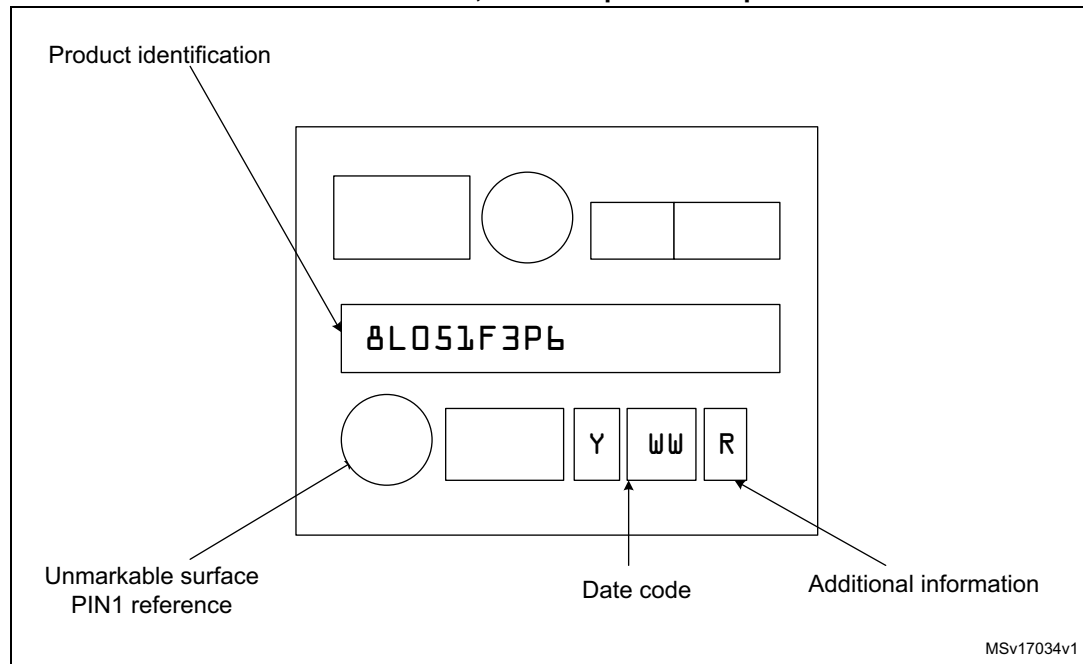 Product identification
8L051F3P6
Y WW R
Unmarkable surface
PIN1 reference
Date code
Additional information
MSv17034v1